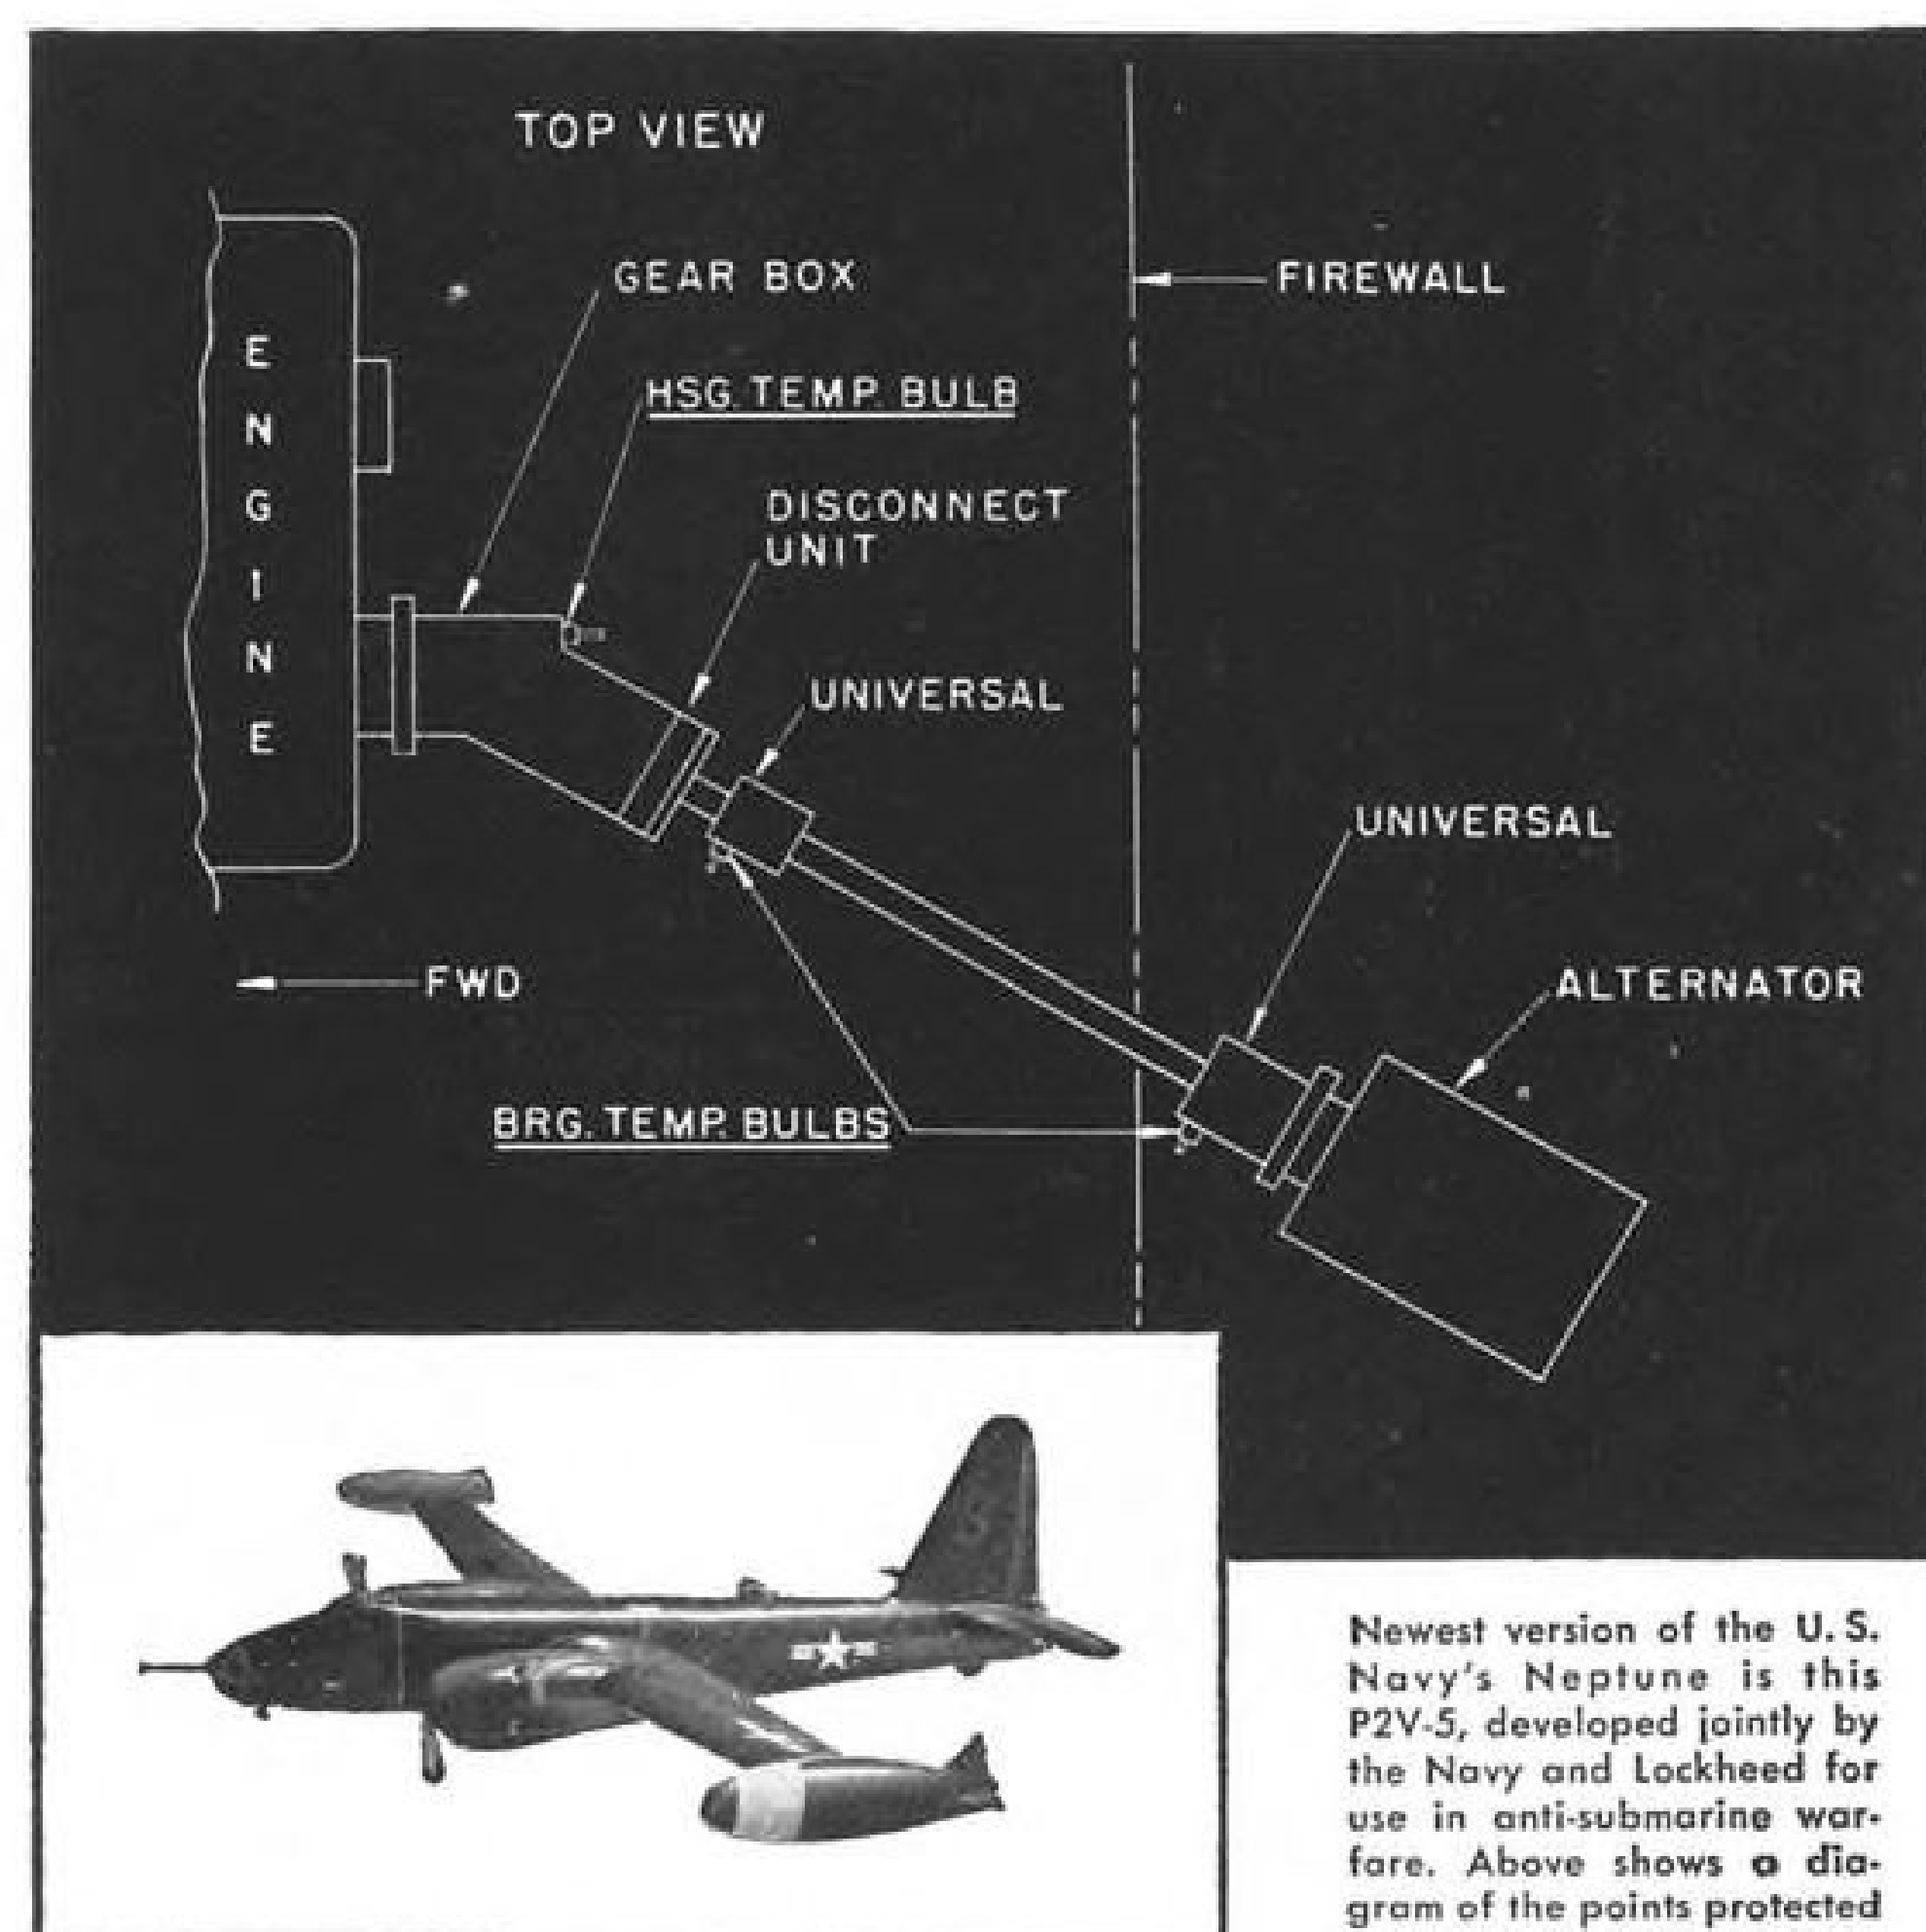 TOP VIEW
GEAR BOX
FIREWALL
HSG. TEMP. BULB
DISCONNECT
UNIT
ENGINE
UNIVERSAL
UNIVERSAL
FWD
ALTERNATOR
BRG. TEMP. BULBS
Newest version of the U. S.
Navy's Neptune is this
P2V-5, developed jointly by
the Navy and Lockheed for
use in anti-submarine war-
fare. Above shows a dia-
gram of the points protected